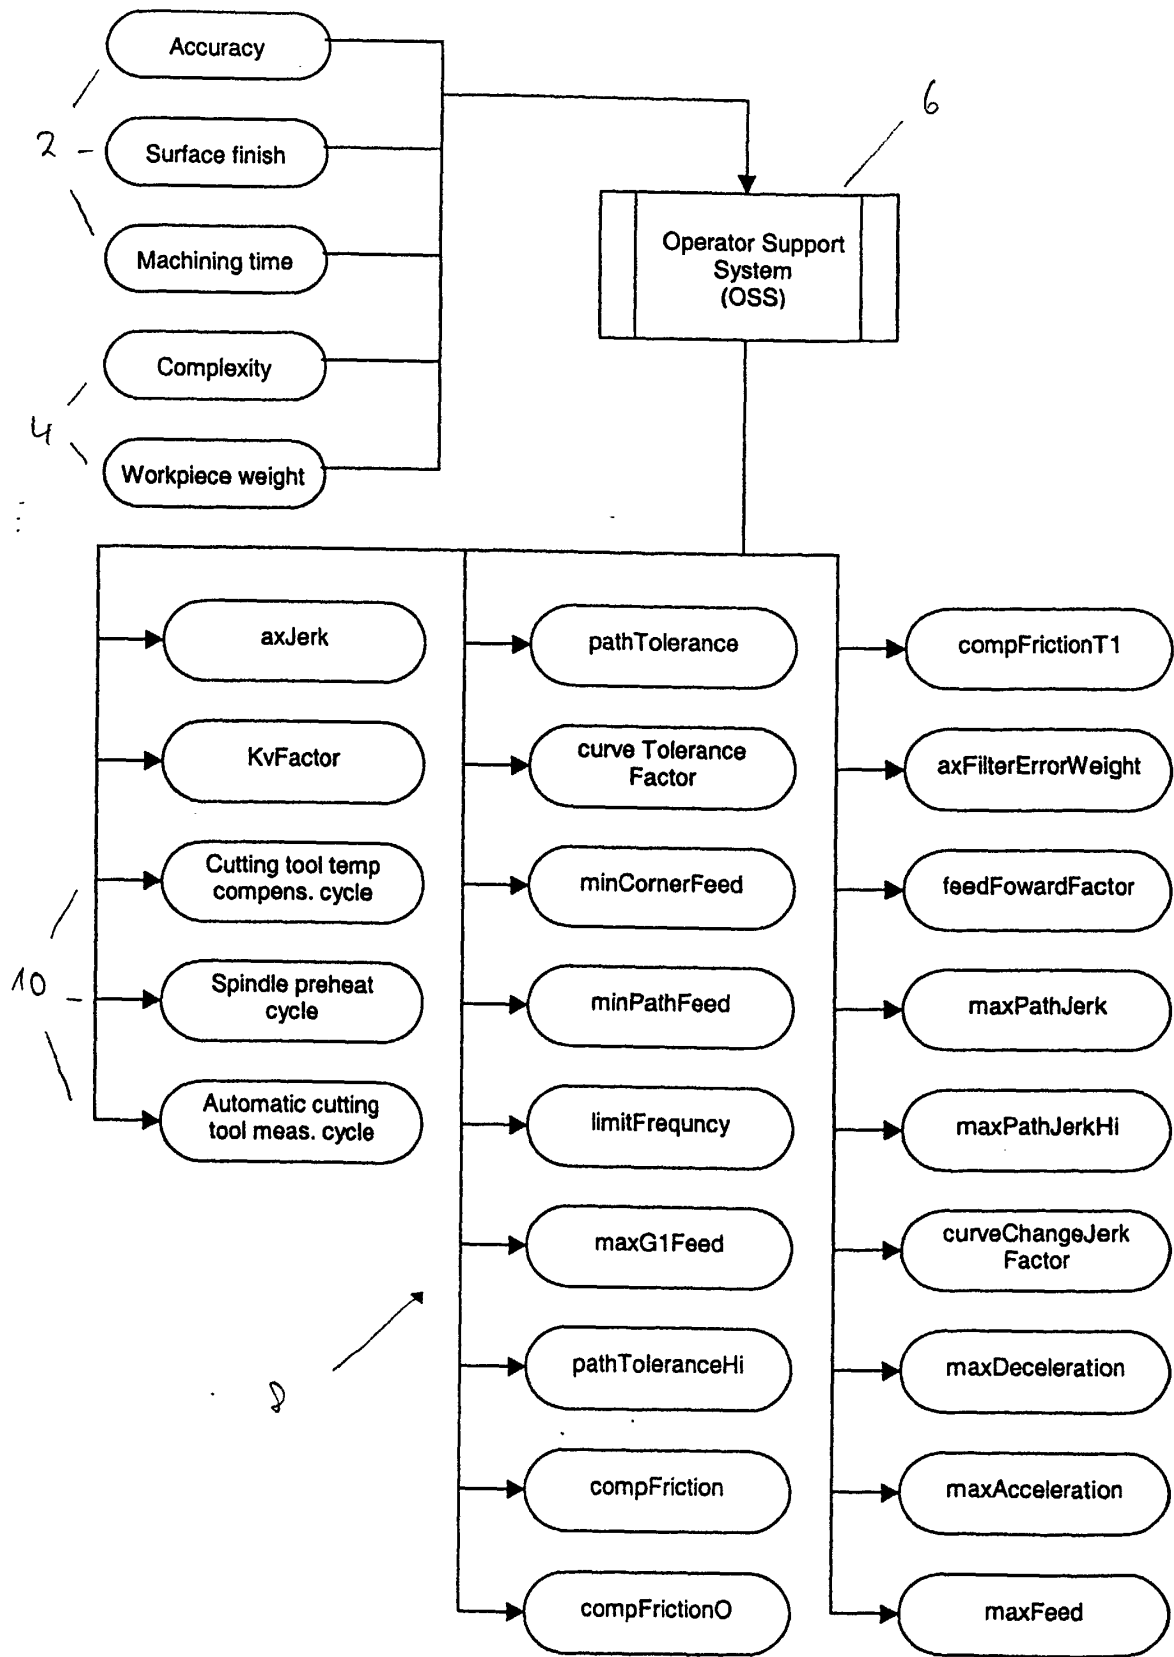 Accuracy
2
Surface finish
Machining time
Complexity
4
Workpiece weight
6
Operator Support
System
(OSS)
axJerk
KvFactor
Cutting tool temp
compens. cycle
10
Spindle preheat
cycle
Automatic cutting
tool meas. cycle
pathTolerance
curve Tolerance
Factor
minCornerFeed
minPathFeed
limitFrequncy
maxG1Feed
8
pathToleranceHi
compFriction
compFrictionO
compFrictionT1
axFilterErrorWeight
feedFowardFactor
maxPathJerk
maxPathJerkHi
curveChangeJerk
Factor
maxDeceleration
maxAcceleration
maxFeed